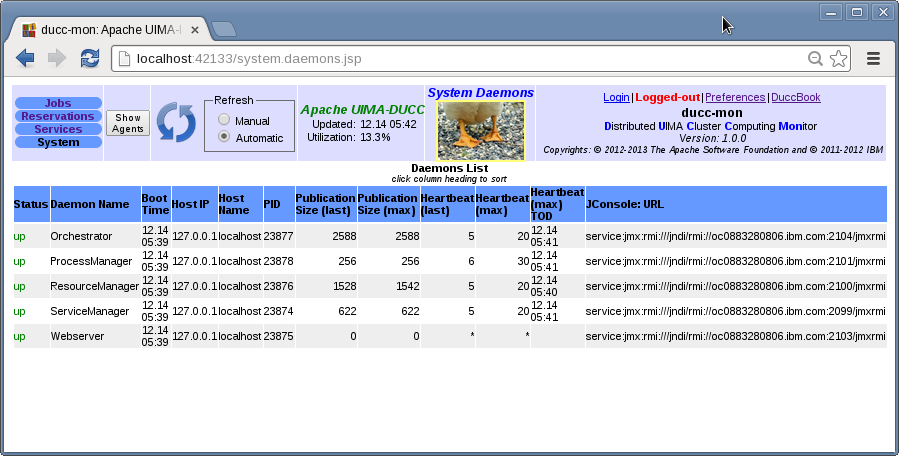 ducc-mon: Apache UIMA-
localhost:42133/system.daemons.jsp
Jobs
Reservations
Services
System
Show
Agents
Refresh
Manual
Automatic
Apache UIMA-DUCC
Updated: 12.14 05:42
Utilization: 13.3%
System Daemons
Login|Logged-out|Preferences|DuccBook
ducc-mon
Distributed UIMA Cluster Computing Monitor
Version: 1.0.0
Copyrights: © 2012-2013 The Apache Software Foundation and © 2011-2012 IBM
Daemons List
click column heading to sort
Status Daemon Name Boot Time Host IP Host Name PID Publication Size (last) Publication Size (max) Heartbeat (last) Heartbeat (max) Heartbeat (max) TOD JConsole: URL
up Orchestrator 12.14 05:39 127.0.0.1 localhost 23877 2588 2588 5 20 12.14 05:41 service:jmx:rmi:///jndi/rmi://oc0883280806.ibm.com:2104/jmxrmi
up ProcessManager 12.14 05:39 127.0.0.1 localhost 23878 256 256 6 30 12.14 05:41 service:jmx:rmi:///jndi/rmi://oc0883280806.ibm.com:2101/jmxrmi
up ResourceManager 12.14 05:39 127.0.0.1 localhost 23876 1528 1542 5 20 12.14 05:40 service:jmx:rmi:///jndi/rmi://oc0883280806.ibm.com:2100/jmxrmi
up ServiceManager 12.14 05:39 127.0.0.1 localhost 23874 622 622 5 20 12.14 05:41 service:jmx:rmi:///jndi/rmi://oc0883280806.ibm.com:2099/jmxrmi
up Webserver 12.14 05:39 127.0.0.1 localhost 23875 0 0 * * service:jmx:rmi:///jndi/rmi://oc0883280806.ibm.com:2103/jmxrmi